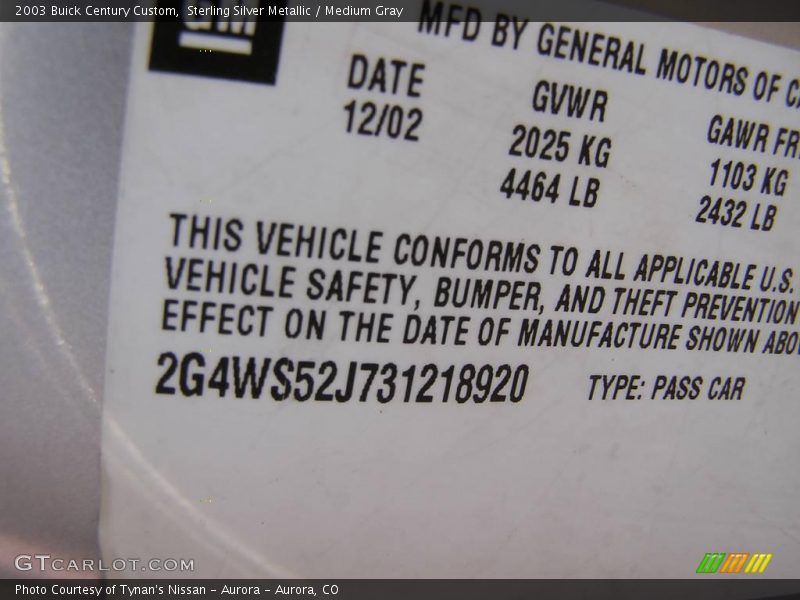 2003 Buick Century Custom, Sterling Silver Metallic / Medium Gray
GM
MFD BY GENERAL MOTORS OF
DATE GVWR GAWR
12/02 2025 KG 1103 KG
4464 LB 2432 LB
THIS VEHICLE CONFORMS TO ALL APPLICABLE U.S.
VEHICLE SAFETY, BUMPER, AND THEFT PREVENTION
EFFECT ON THE DATE OF MANUFACTURE SHOWN
2G4WS52J731218920 TYPE: PASS CAR
GTCARLOT.COM
Photo Courtesy of Tynan's Nissan - Aurora - Aurora, CO